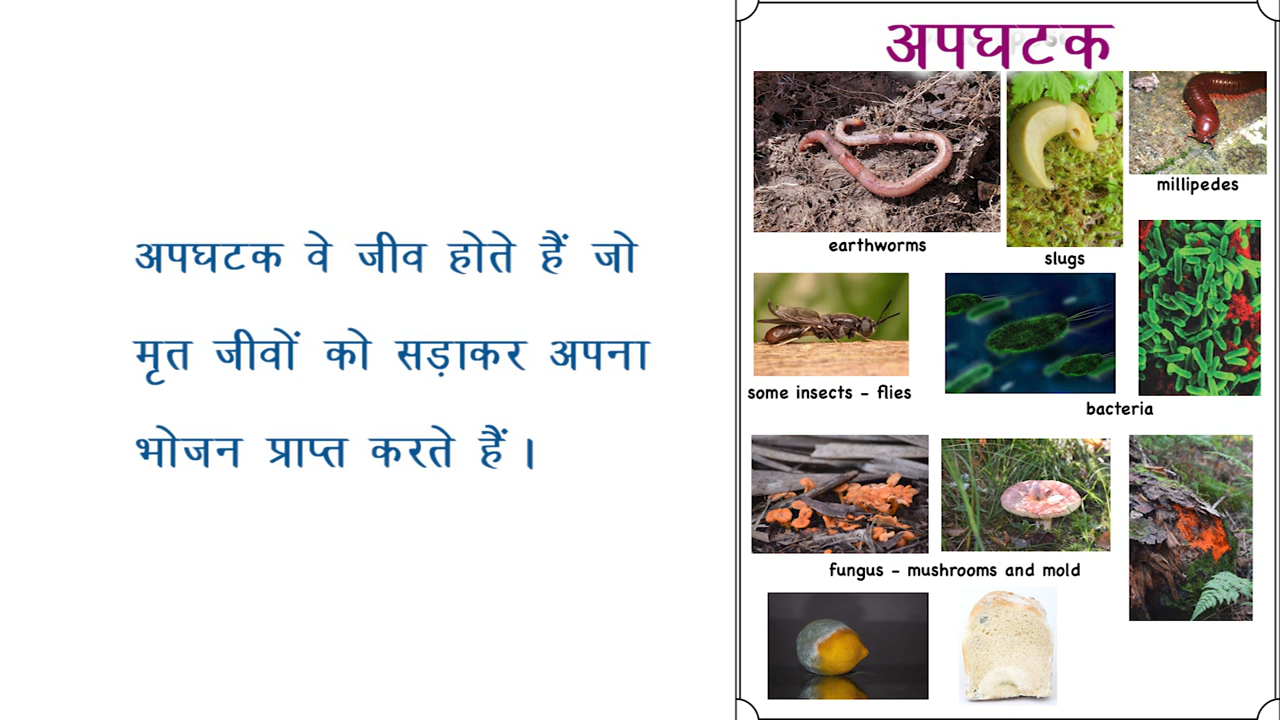 अपघटक वे जीव होते हैं जो
मृत जीवों को सड़ाकर अपना
भोजन प्राप्त करते हैं।
अपघटक
earthworms
slugs
millipedes
some insects - flies
bacteria
fungus - mushrooms and mold